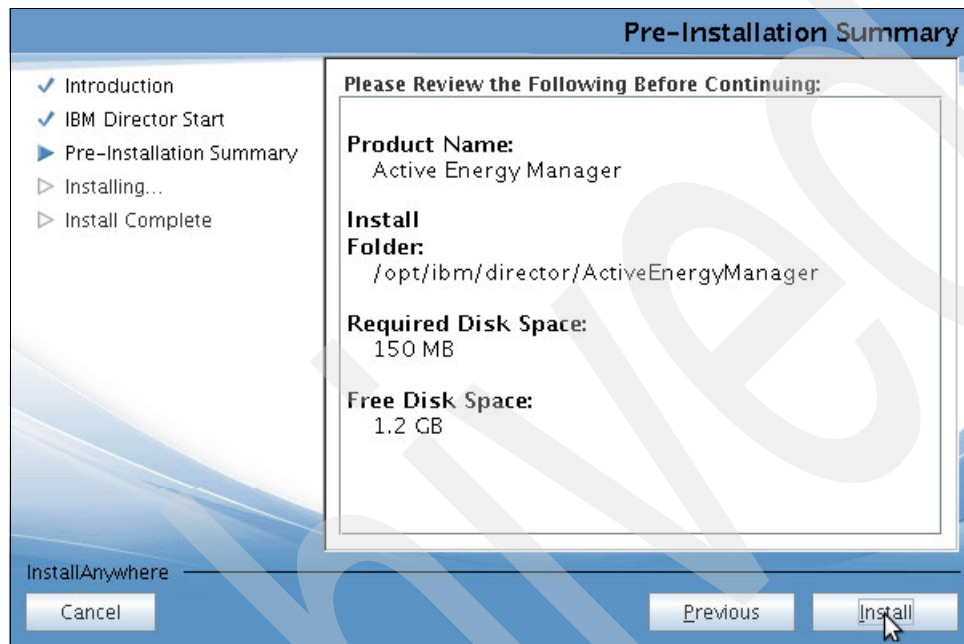 Pre-Installation Summary
Introduction
IBM Director Start
Pre-Installation Summary
Installing...
Install Complete
Please Review the Following Before Continuing:
Product Name:
Active Energy Manager
Install
Folder:
/opt/ibm/director/ActiveEnergyManager
Required Disk Space:
150 MB
Free Disk Space:
1.2 GB
InstallAnywhere
Cancel
Previous
Install